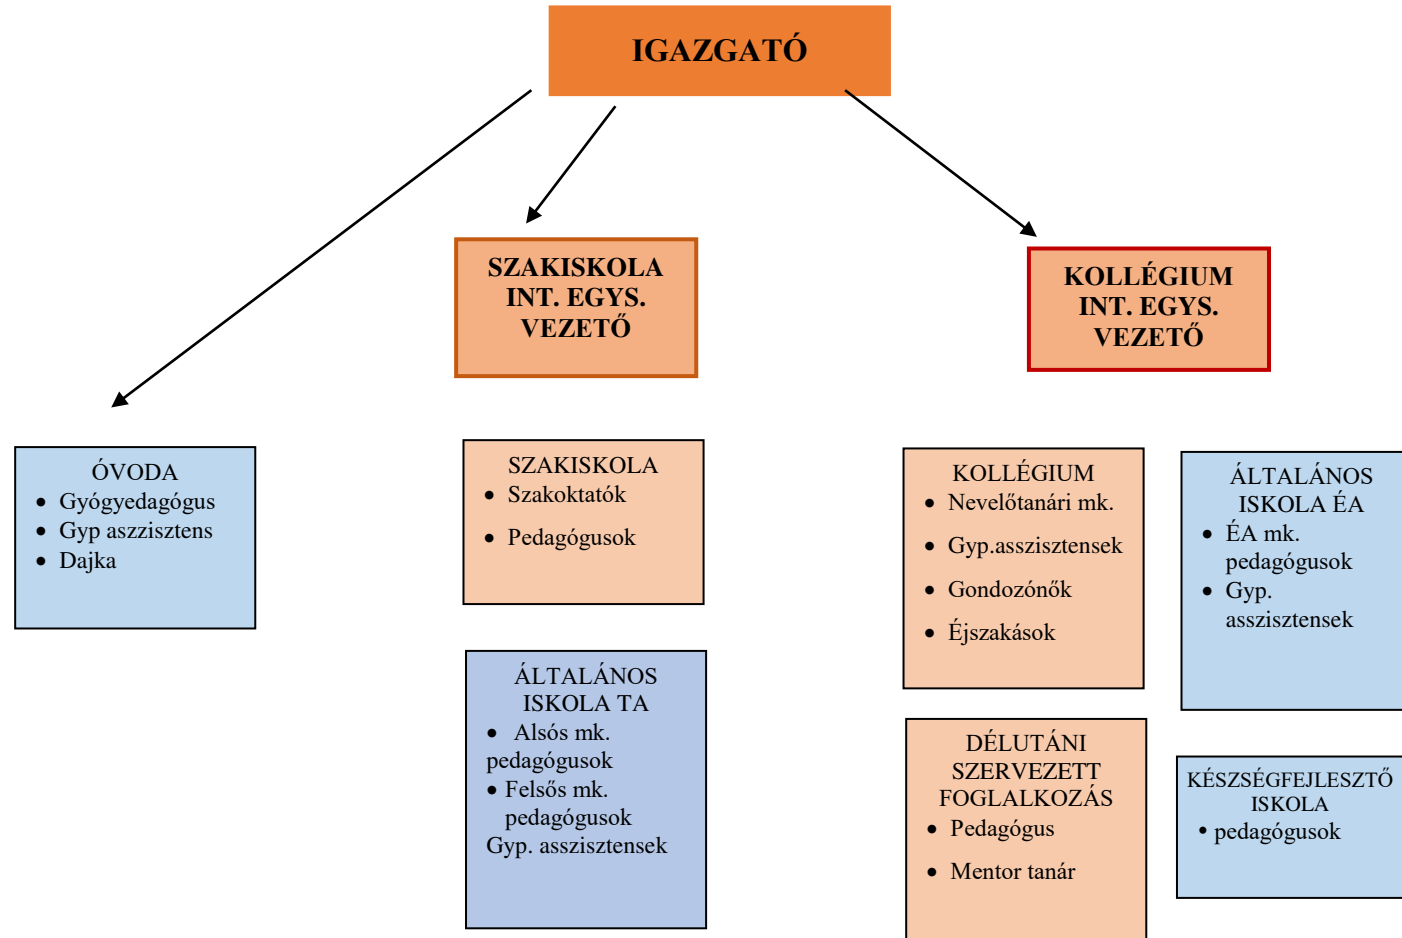 IGAZGATÓ
SZAKISKOLA
INT. EGYS.
VEZETŐ
KOLLÉGIUM
INT. EGYS.
VEZETŐ
ÓVODA
• Gyógyedagógus
• Gyp aszzisztens
• Dajka
SZAKISKOLA
• Szakoktatók
• Pedagógusok
ÁLTALÁNOS
ISKOLA TA
• Alsós mk.
pedagógusok
• Felsős mk.
pedagógusok
Gyp. asszisztensek
KOLLÉGIUM
• Nevelőtanári mk.
• Gyp.asszisztensek
• Gondozónők
• Éjszakások
ÁLTALÁNOS
ISKOLA ÉA
• ÉA mk.
pedagógusok
• Gyp.
asszisztensek
DÉLUTÁNI
SZERVEZETT
FOGLALKOZÁS
• Pedagógus
• Mentor tanár
KÉSZSÉGFEJLESZTŐ
ISKOLA
• pedagógusok